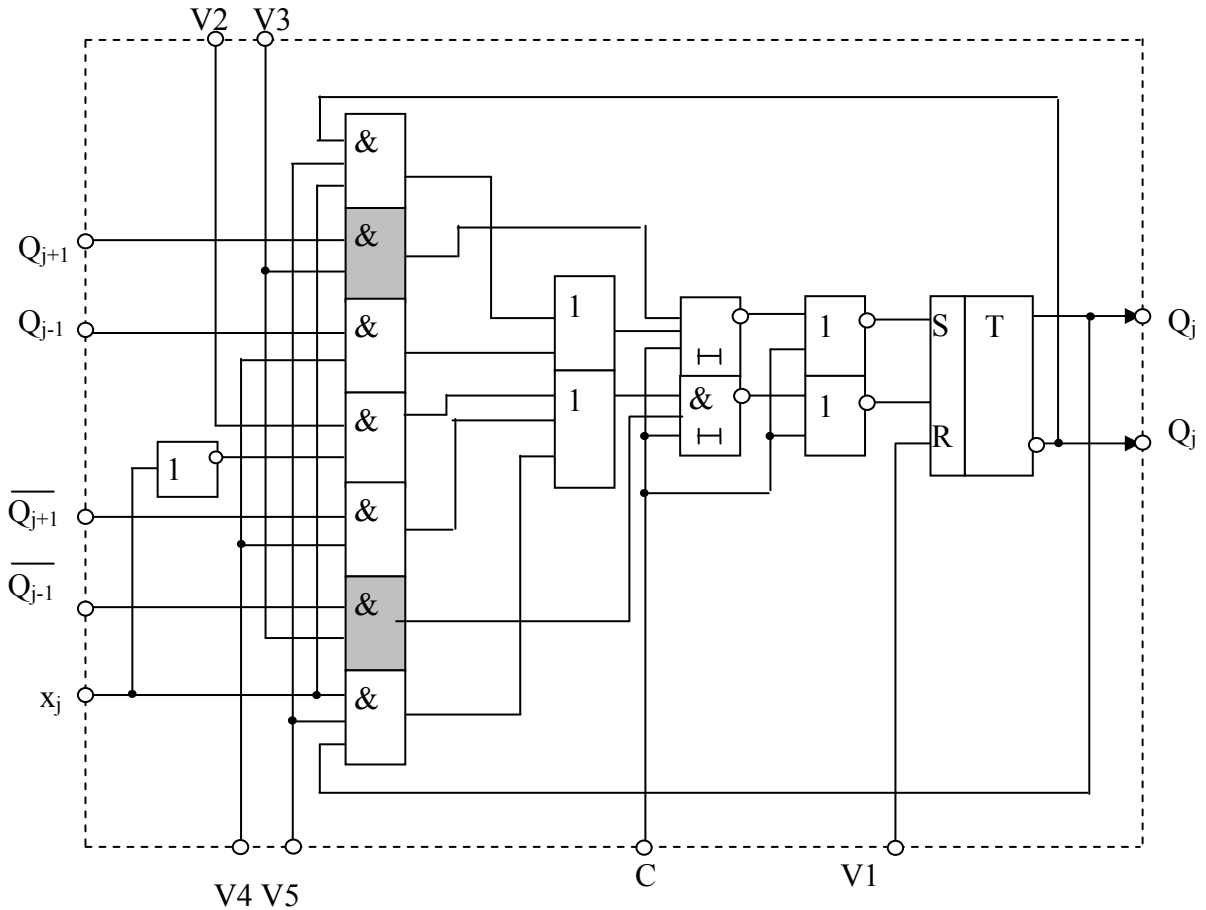 V2 V3
&
Q_{j+1}
&
Q_{j-1}
&
1
1
1
S
T
Q_j
&
1
&
1
R
Q_j
1
\overline{Q_{j+1}}
&
\overline{Q_{j-1}}
&
x_j
&
V4 V5
C
V1